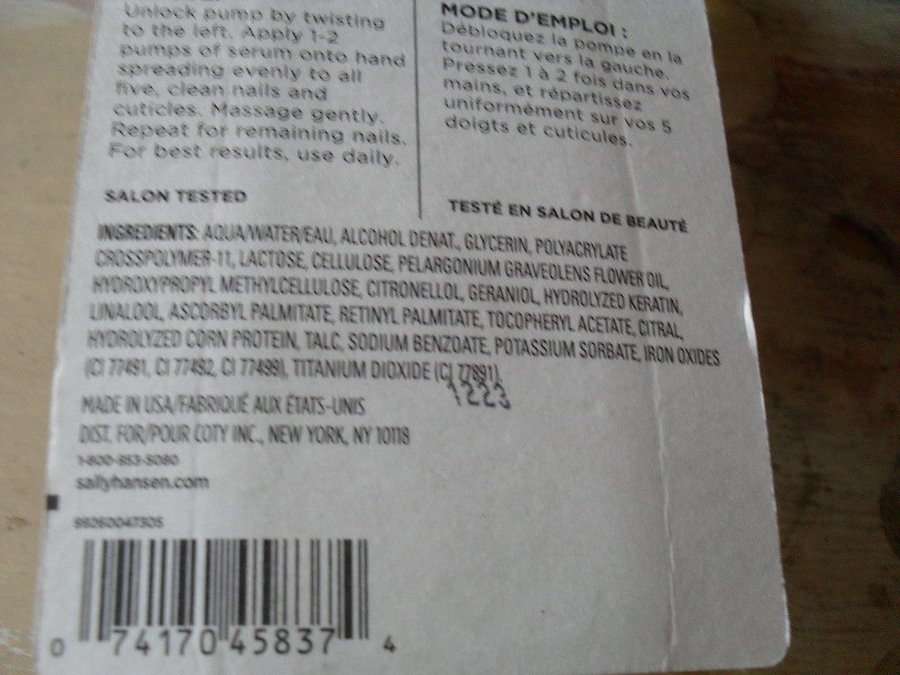 Unlock pump by twisting
to the left. Apply 1-2
pumps of serum onto hand
spreading evenly to all
five, clean nails and
cuticles. Massage gently.
Repeat for remaining nails.
For best results, use daily.
SALON TESTED
MODE D'EMPLOI :
Débloquez la pompe en la
tournant vers la gauche.
Pressez 1 à 2 fois dans vos
mains, et répartissez
uniformément sur vos 5
doigts et cuticules.
TESTÉ EN SALON DE BEAUTÉ
INGREDIENTS: AQUA/WATER/EAU, ALCOHOL DENAT., GLYCERIN, POLYACRYLATE
CROSSPOLYMER-11, LACTOSE, CELLULOSE, PELARGONIUM GRAVEOLENS FLOWER OIL,
HYDROXYPROPYL METHYLCELLULOSE, CITRONELLOL, GERANIOL, HYDROLYZED KERATIN,
LINALOOL, ASCORBYL PALMITATE, RETINYL PALMITATE, TOCOPHERYL ACETATE, CITRAL,
HYDROLYZED CORN PROTEIN, TALC, SODIUM BENZOATE, POTASSIUM SORBATE, IRON OXIDES
(CI 77491, CI 77492, CI 77499), TITANIUM DIOXIDE (CI 77891).
1223
MADE IN USA/FABRIQUÉ AUX ÉTATS-UNIS
DIST. FOR/POUR COTY INC., NEW YORK, NY 10118
1-800-953-5080
sallyhansen.com
99260047305
0 74170 45837 4